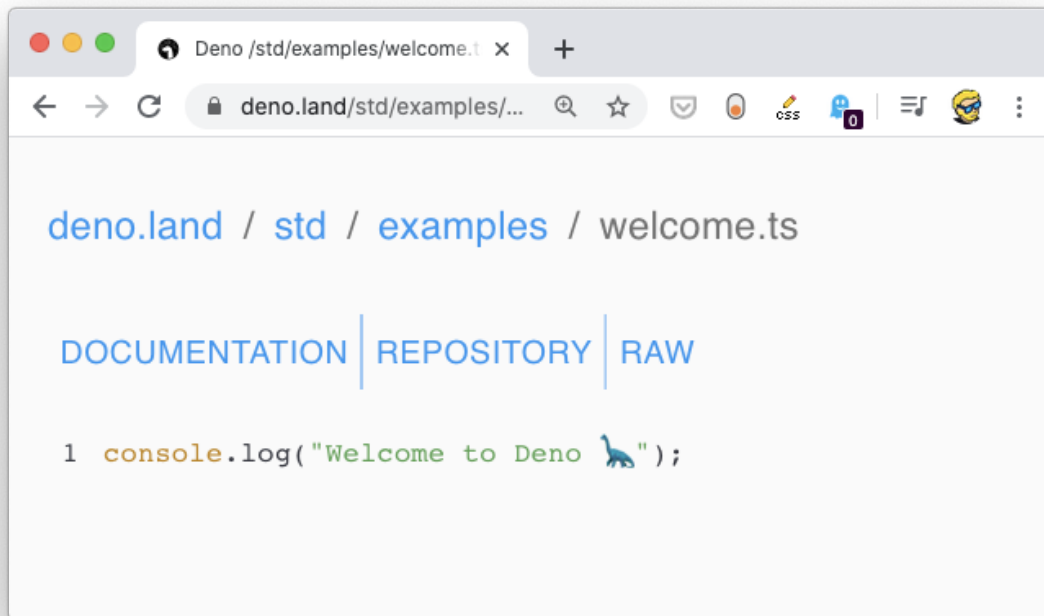 Deno /std/examples/welcome.t
deno.land/std/examples/...
css
0
deno.land / std / examples / welcome.ts
DOCUMENTATION REPOSITORY RAW
1 console.log("Welcome to Deno 🦕");